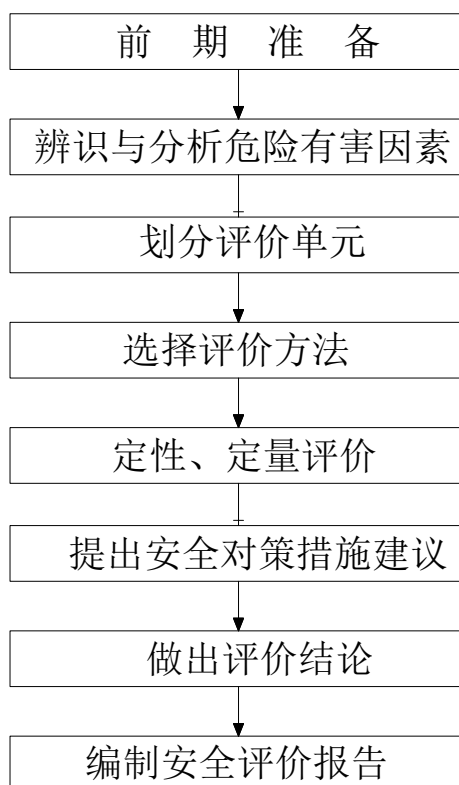 前 期 准 备
辨识与分析危险有害因素
划分评价单元
选择评价方法
定性、定量评价
提出安全对策措施建议
做出评价结论
编制安全评价报告